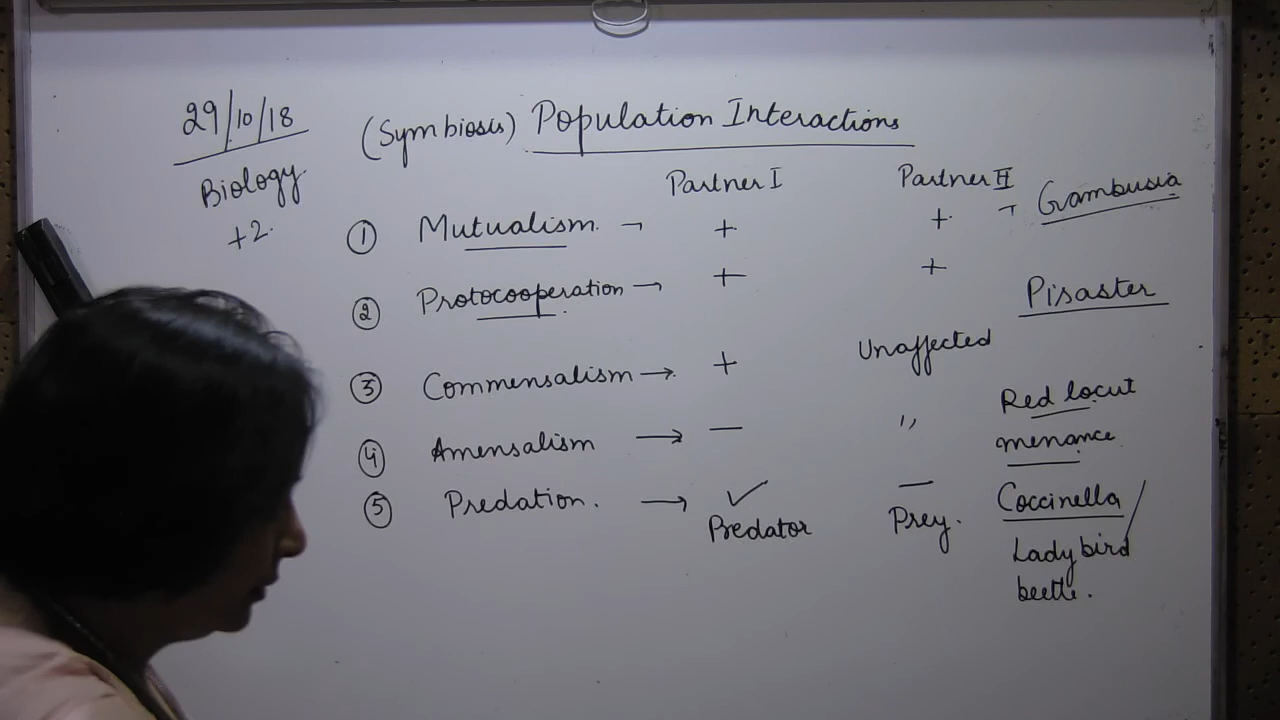 29/10/18
Biology
+2.
(Symbiosis) Population Interactions
Partner I Partner II
① Mutualism. → + + → Gambusia
② Protocooperation → + +
Pisaster
③ Commensalism → + Unaffected
Red locut
menance
④ Amensalism → — ,,
⑤ Predation. → ✓ —
Predator Prey.
Coccinella /
Lady bird
beetle.